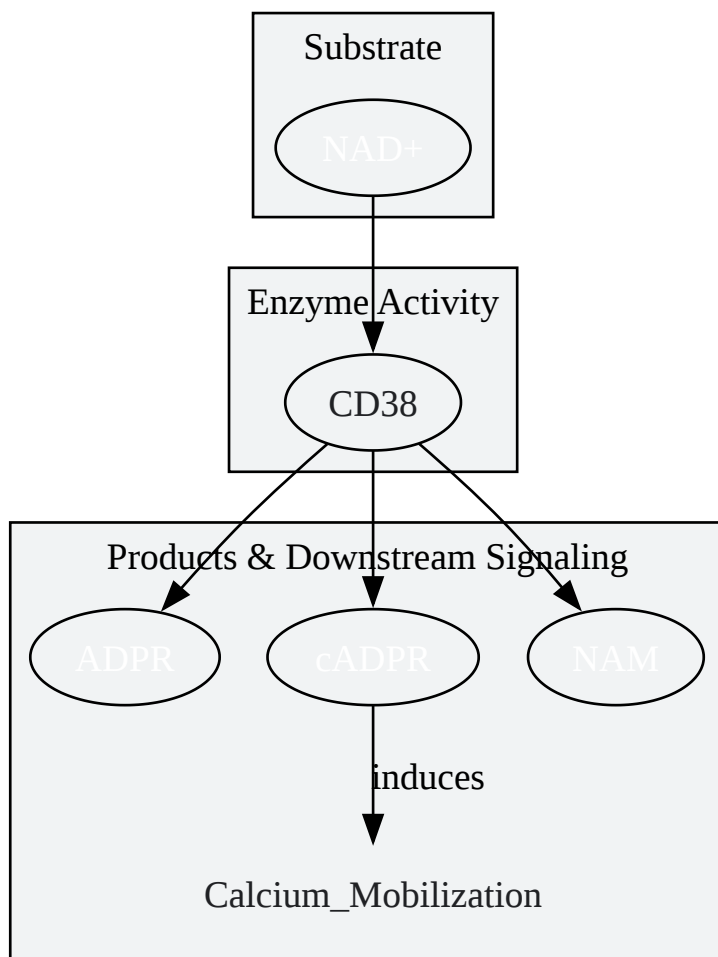 Substrate
NAD+
Enzyme Activity
CD38
Products & Downstream Signaling
ADPR
cADPR
NAM
induces
Calcium_Mobilization